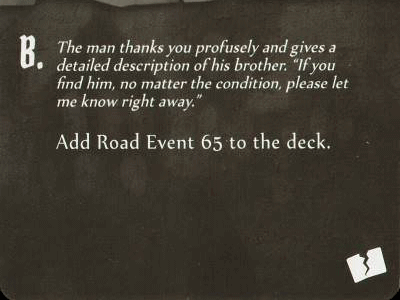 B. The man thanks you profusely and gives a
detailed description of his brother. “If you
find him, no matter the condition, please let
me know right away.”
Add Road Event 65 to the deck.